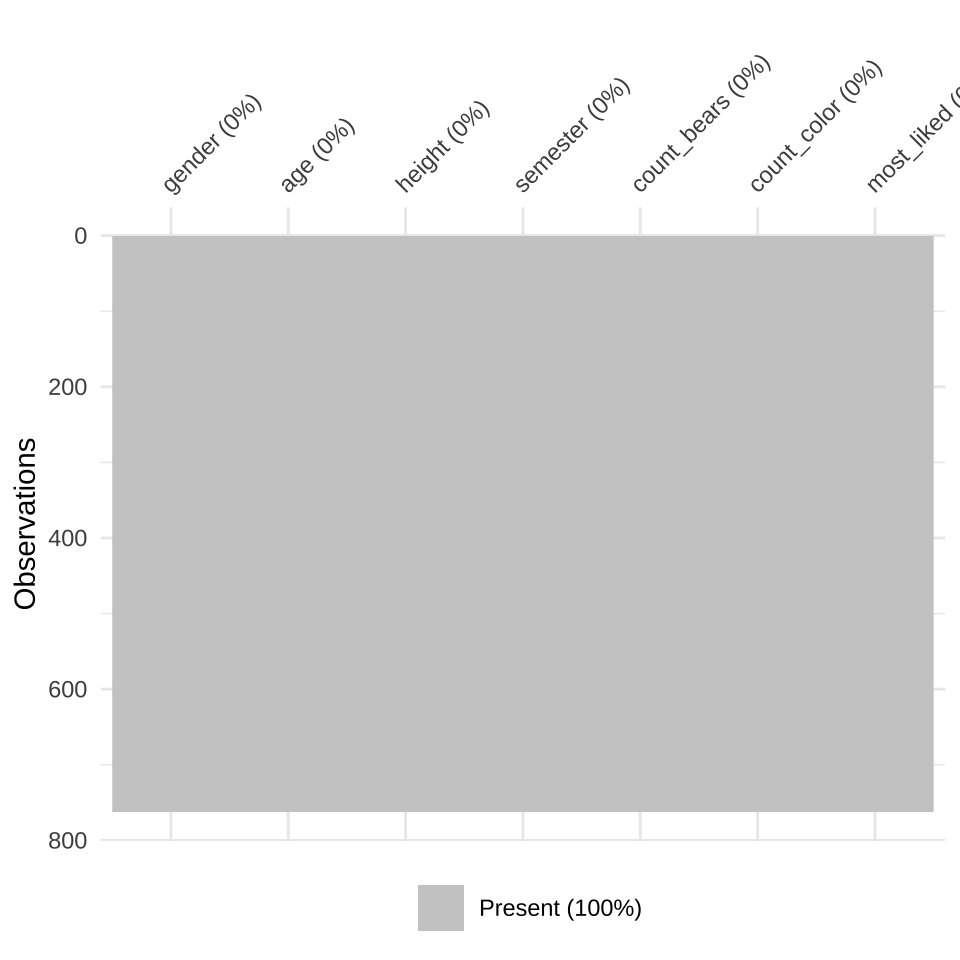 gender (0%)
age (0%)
height (0%)
semester (0%)
count_bears (0%)
count_color (0%)
most_liked (
0
200
400
600
800
Observations
Present (100%)